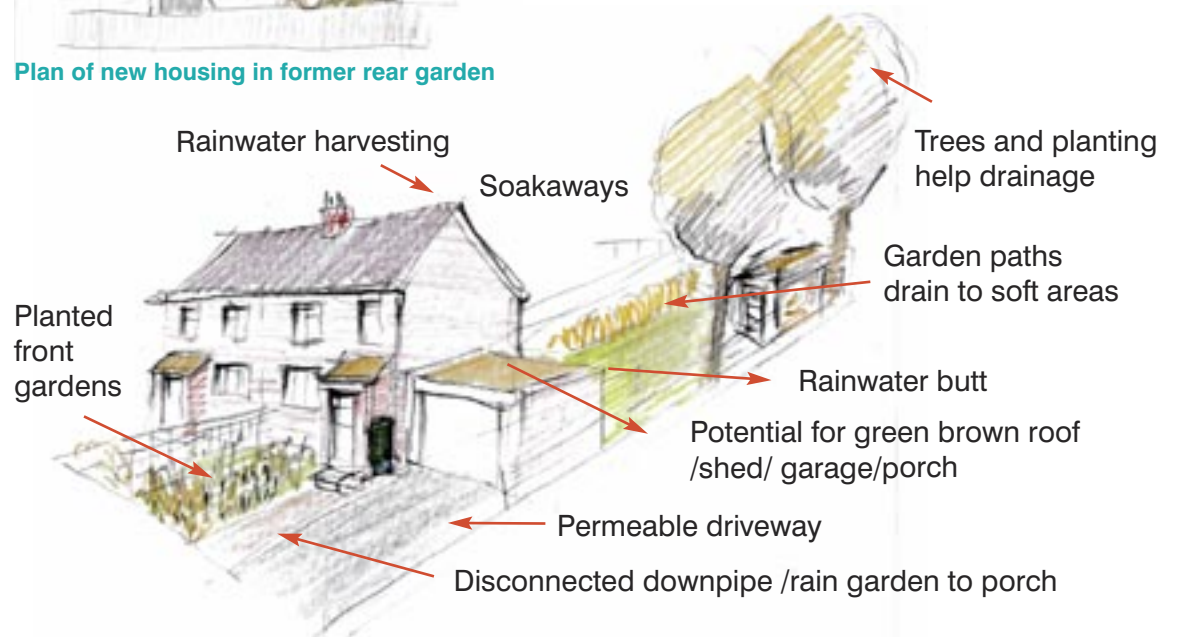 Plan of new housing in former rear garden
Rainwater harvesting
Soakaways
Trees and planting
help drainage
Garden paths
drain to soft areas
Planted
front
gardens
Rainwater butt
Potential for green brown roof
/shed/ garage/porch
Permeable driveway
Disconnected downpipe /rain garden to porch